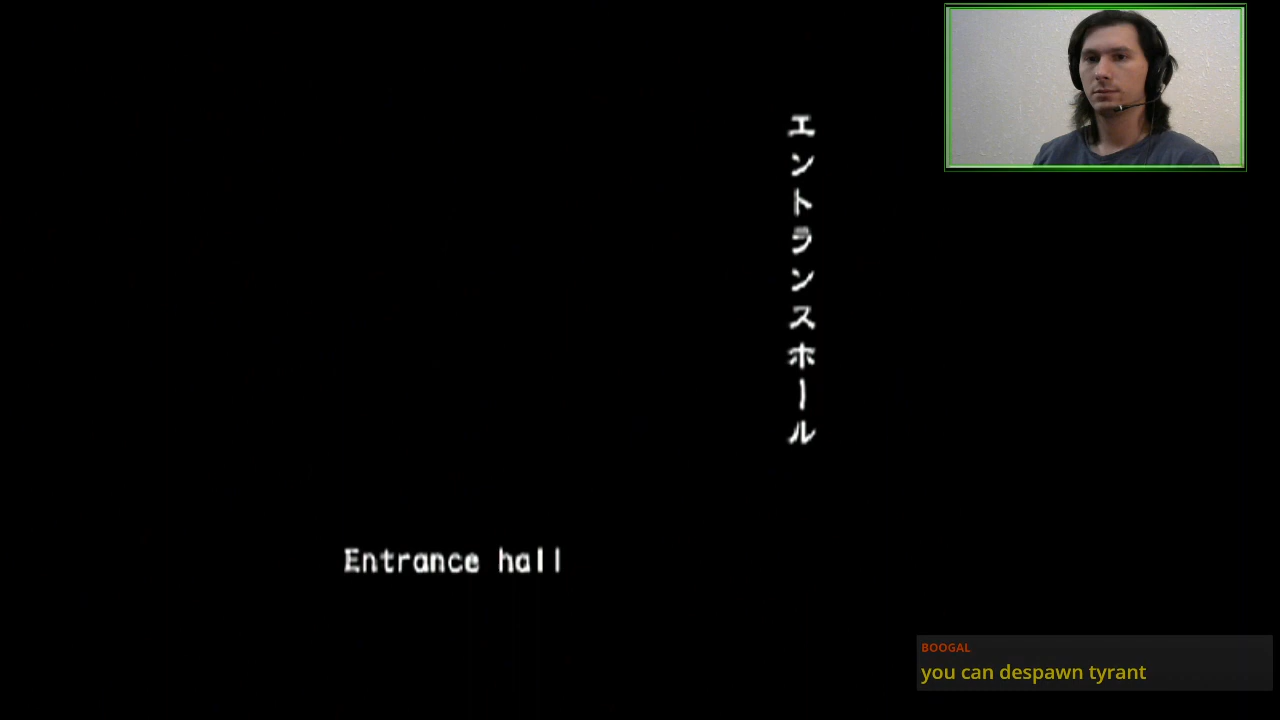 エントランスホール
Entrance hall
BOOGAL
you can despawn tyrant